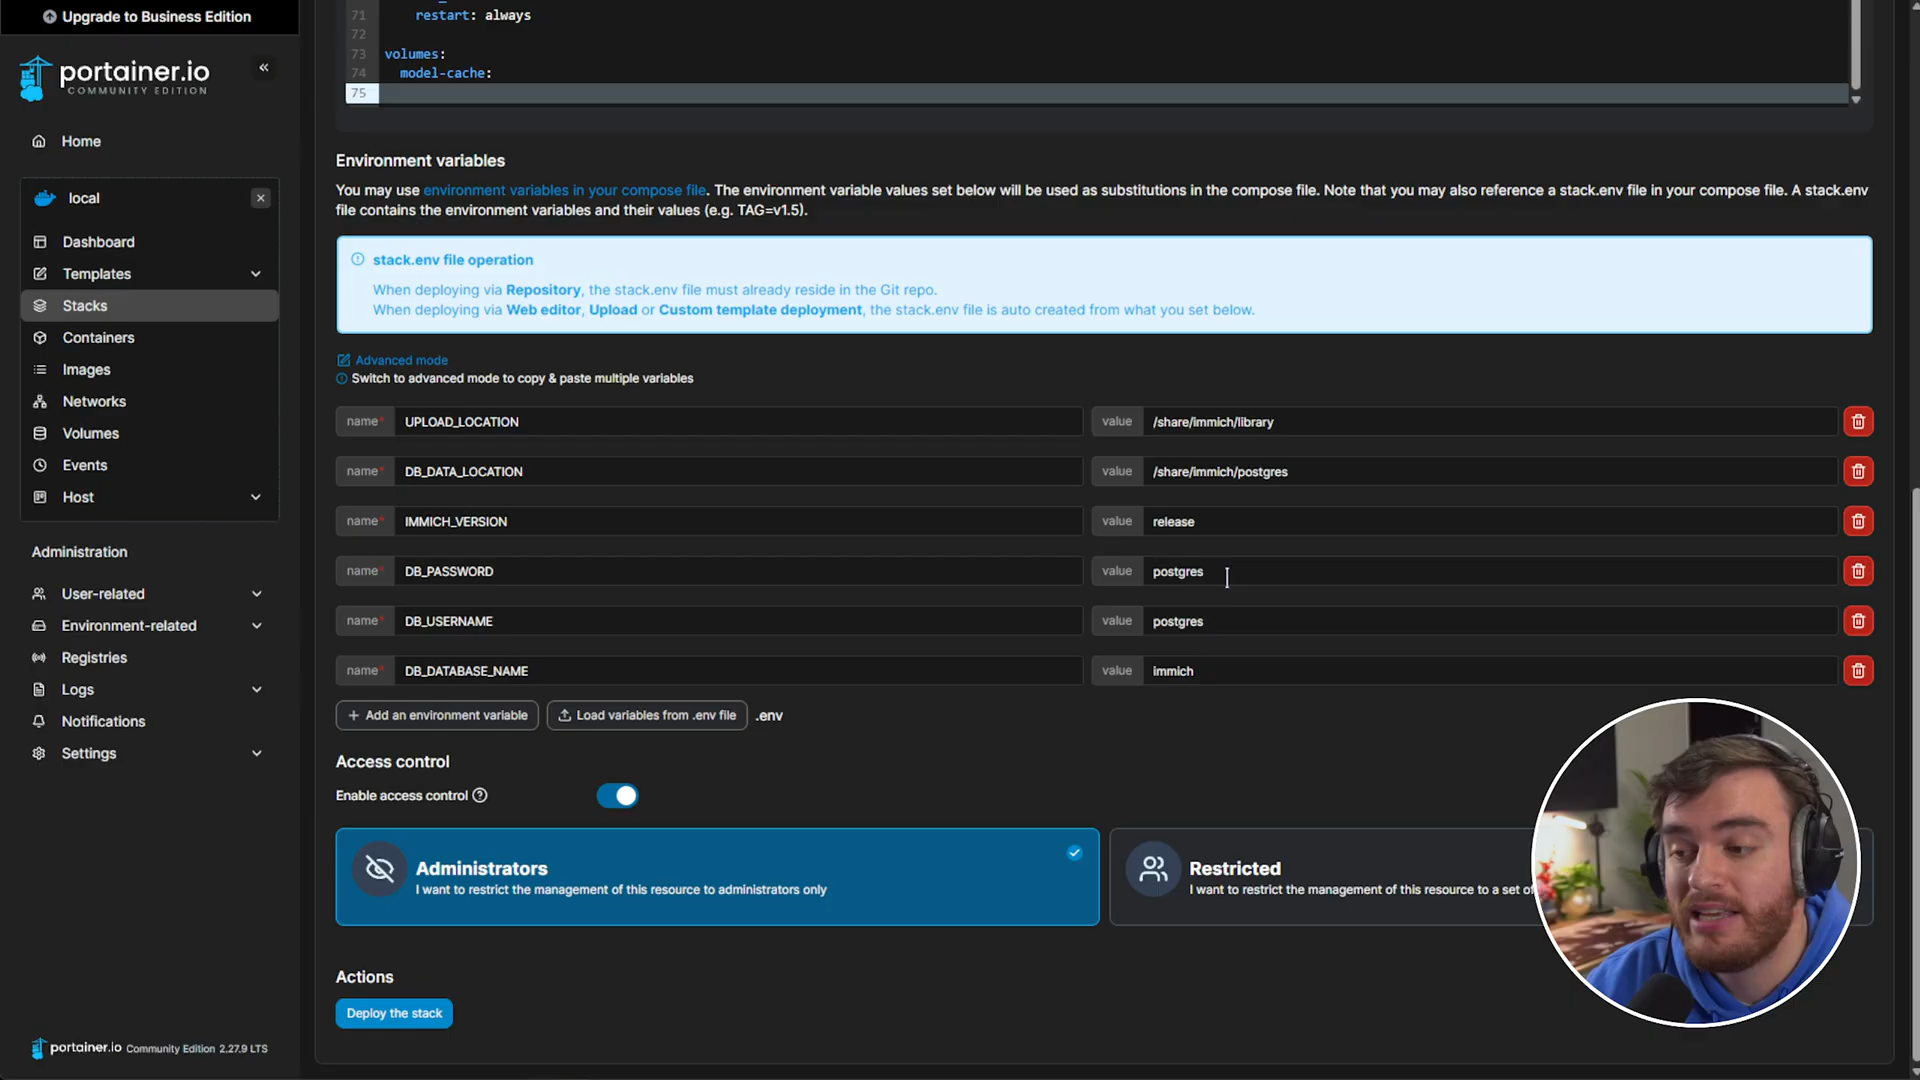 Upgrade to Business Edition
portainer.io
COMMUNITY EDITION
Home
local
Dashboard
Templates
Stacks
Containers
Images
Networks
Volumes
Events
Host
Administration
User-related
Environment-related
Registries
Logs
Notifications
Settings
portainer.io Community Edition 2.27.9 LTS
71 restart: always
72
73 volumes:
74 model-cache:
75
Environment variables
You may use environment variables in your compose file. The environment variable values set below will be used as substitutions in the compose file. Note that you may also reference a stack.env file in your compose file. A stack.env
file contains the environment variables and their values (e.g. TAG=v1.5).
stack.env file operation
When deploying via Repository, the stack.env file must already reside in the Git repo.
When deploying via Web editor, Upload or Custom template deployment, the stack.env file is auto created from what you set below.
Advanced mode
Switch to advanced mode to copy & paste multiple variables
name* UPLOAD_LOCATION value /share/immich/library
name* DB_DATA_LOCATION value /share/immich/postgres
name* IMMICH_VERSION value release
name* DB_PASSWORD value postgres
name* DB_USERNAME value postgres
name* DB_DATABASE_NAME value immich
+ Add an environment variable Load variables from .env file .env
Access control
Enable access control
Administrators
I want to restrict the management of this resource to administrators only
Restricted
I want to restrict the management of this resource to a set of
Actions
Deploy the stack